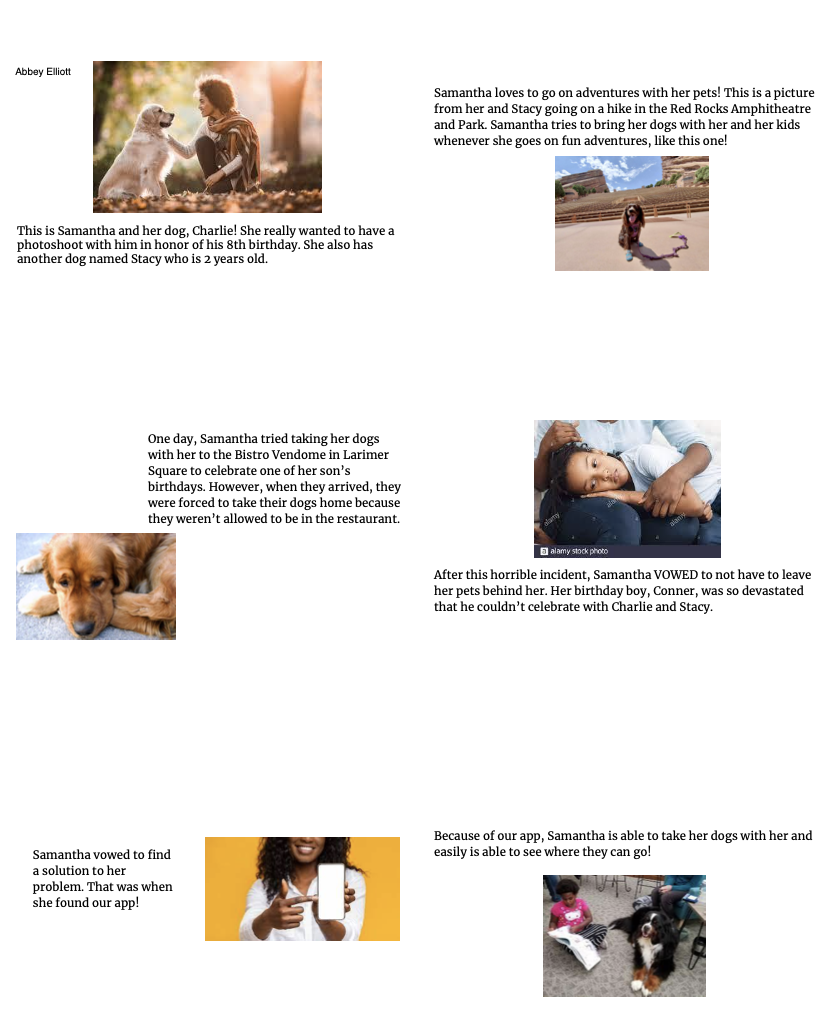 Abbey Elliott
This is Samantha and her dog, Charlie! She really wanted to have a
photoshoot with him in honor of his 8th birthday. She also has
another dog named Stacy who is 2 years old.
Samantha loves to go on adventures with her pets! This is a picture
from her and Stacy going on a hike in the Red Rocks Amphitheatre
and Park. Samantha tries to bring her dogs with her and her kids
whenever she goes on fun adventures, like this one!
One day, Samantha tried taking her dogs
with her to the Bistro Vendome in Larimer
Square to celebrate one of her son's
birthdays. However, when they arrived, they
were forced to take their dogs home because
they weren't allowed to be in the restaurant.
alamy
alamy
alamy
a alamy stock photo
After this horrible incident, Samantha VOWED to not have to leave
her pets behind her. Her birthday boy, Conner, was so devastated
that he couldn't celebrate with Charlie and Stacy.
Samantha vowed to find
a solution to her
problem. That was when
she found our app!
Because of our app, Samantha is able to take her dogs with her and
easily is able to see where they can go!